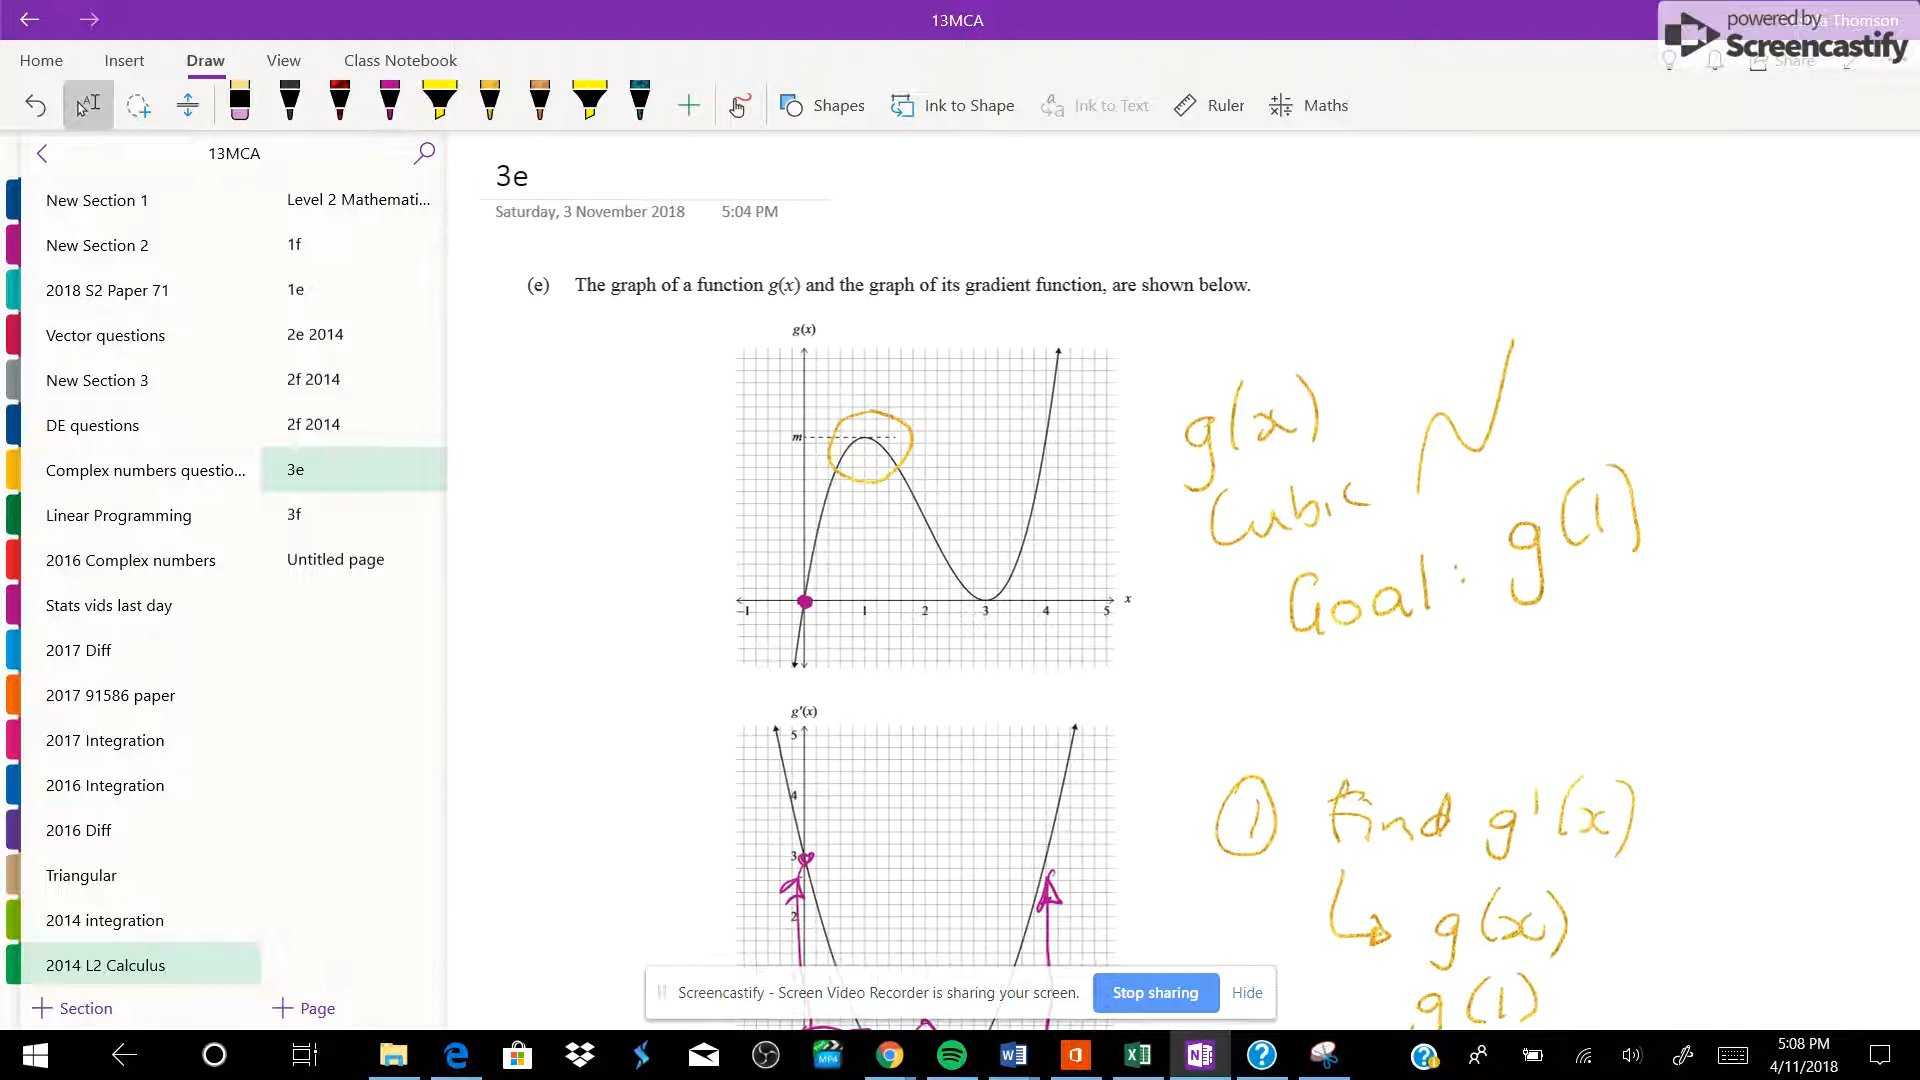 13MCA
powered by
Screencastify
Thomson
Share
Home
Insert
Draw
View
Class Notebook
Shapes
Ink to Shape
Ink to Text
Ruler
Maths
13MCA
New Section 1
New Section 2
2018 S2 Paper 71
Vector questions
New Section 3
DE questions
Complex numbers questio...
Linear Programming
2016 Complex numbers
Stats vids last day
2017 Diff
2017 91586 paper
2017 Integration
2016 Integration
2016 Diff
Triangular
2014 integration
2014 L2 Calculus
Section
Level 2 Mathemati...
1f
1e
2e 2014
2f 2014
2f 2014
3e
3f
Untitled page
Page
3e
Saturday, 3 November 2018 5:04 PM
(e) The graph of a function g(x) and the graph of its gradient function, are shown below.
g(x)
m
-1 1 2 3 4 5 x
g(x)
Cubic
Goal: g(1)
g'(x)
5
4
3
2
1 Find g'(x)
g(x)
g(1)
Screencastify - Screen Video Recorder is sharing your screen.
Stop sharing
Hide
5:08 PM
4/11/2018